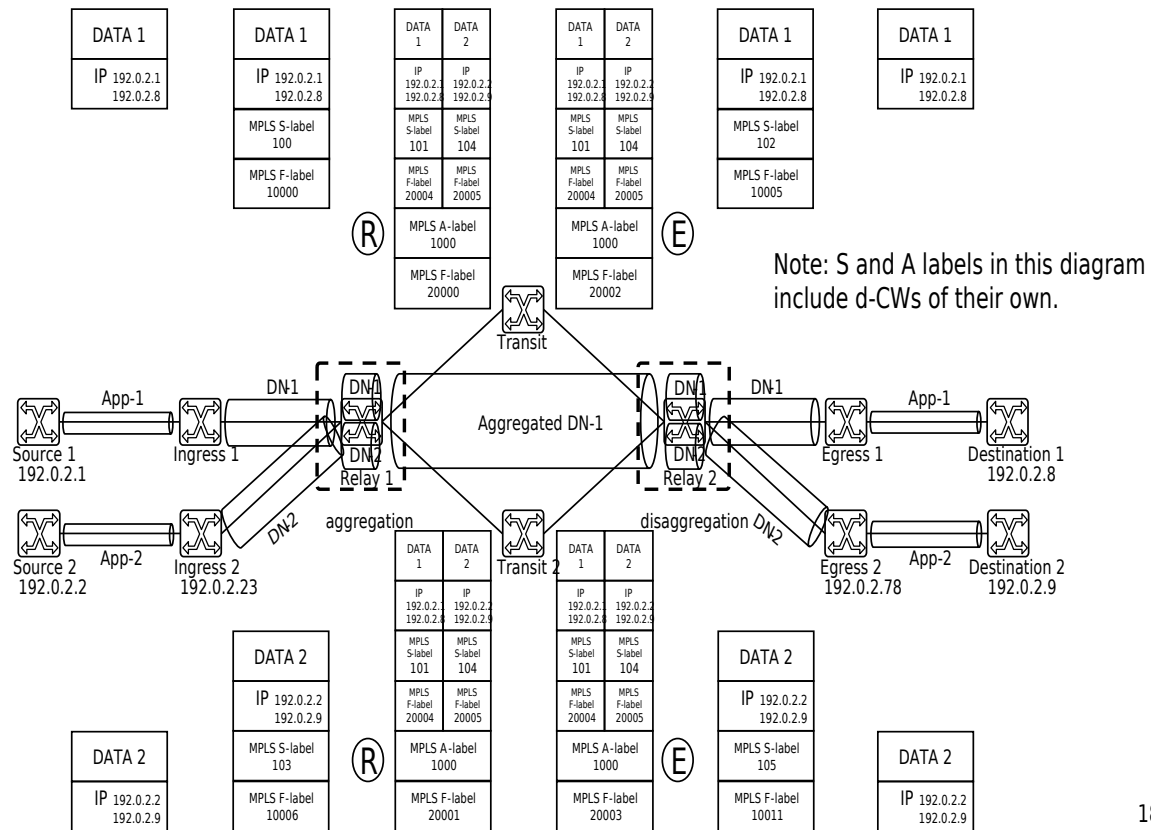 DATA 1
IP 192.0.2.1
192.0.2.8
DATA 1
IP 192.0.2.1
192.0.2.8
MPLS S-label
100
MPLS F-label
10000
DATA
1
DATA
2
IP
192.0.2.1
192.0.2.8
IP
192.0.2.2
192.0.2.9
MPLS
S-label
101
MPLS
S-label
104
MPLS
F-label
20004
MPLS
F-label
20005
MPLS A-label
1000
MPLS F-label
20000
R
DATA
1
DATA
2
IP
192.0.2.1
192.0.2.8
IP
192.0.2.2
192.0.2.9
MPLS
S-label
101
MPLS
S-label
104
MPLS
F-label
20004
MPLS
F-label
20005
MPLS A-label
1000
MPLS F-label
20002
E
DATA 1
IP 192.0.2.1
192.0.2.8
MPLS S-label
102
MPLS F-label
10005
DATA 1
IP 192.0.2.1
192.0.2.8
Note: S and A labels in this diagram
include d-CWs of their own.
Transit
App-1
DN-1
DN-1
Aggregated DN-1
DN-1
DN-1
App-1
Source 1
192.0.2.1
Ingress 1
DN-2
Relay 1
DN-2
Relay 2
Egress 1
Destination 1
192.0.2.8
DN-2
aggregation
disaggregation
DN-2
App-2
App-2
Source 2
192.0.2.2
Ingress 2
192.0.2.23
Transit 2
Egress 2
192.0.2.78
Destination 2
192.0.2.9
DATA 2
IP 192.0.2.2
192.0.2.9
DATA 2
IP 192.0.2.2
192.0.2.9
MPLS S-label
103
MPLS F-label
10006
DATA
1
DATA
2
IP
192.0.2.1
192.0.2.8
IP
192.0.2.2
192.0.2.9
MPLS
S-label
101
MPLS
S-label
104
MPLS
F-label
20004
MPLS
F-label
20005
MPLS A-label
1000
MPLS F-label
20001
R
DATA
1
DATA
2
IP
192.0.2.1
192.0.2.8
IP
192.0.2.2
192.0.2.9
MPLS
S-label
101
MPLS
S-label
104
MPLS
F-label
20004
MPLS
F-label
20005
MPLS A-label
1000
MPLS F-label
20003
E
DATA 2
IP 192.0.2.2
192.0.2.9
MPLS S-label
105
MPLS F-label
10011
DATA 2
IP 192.0.2.2
192.0.2.9